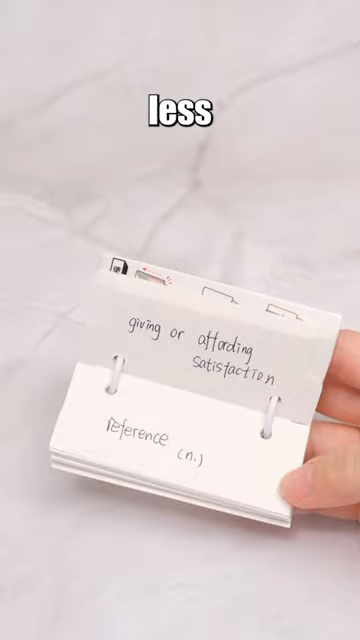 less
giving or affording
satisfaction
reference
(n.)